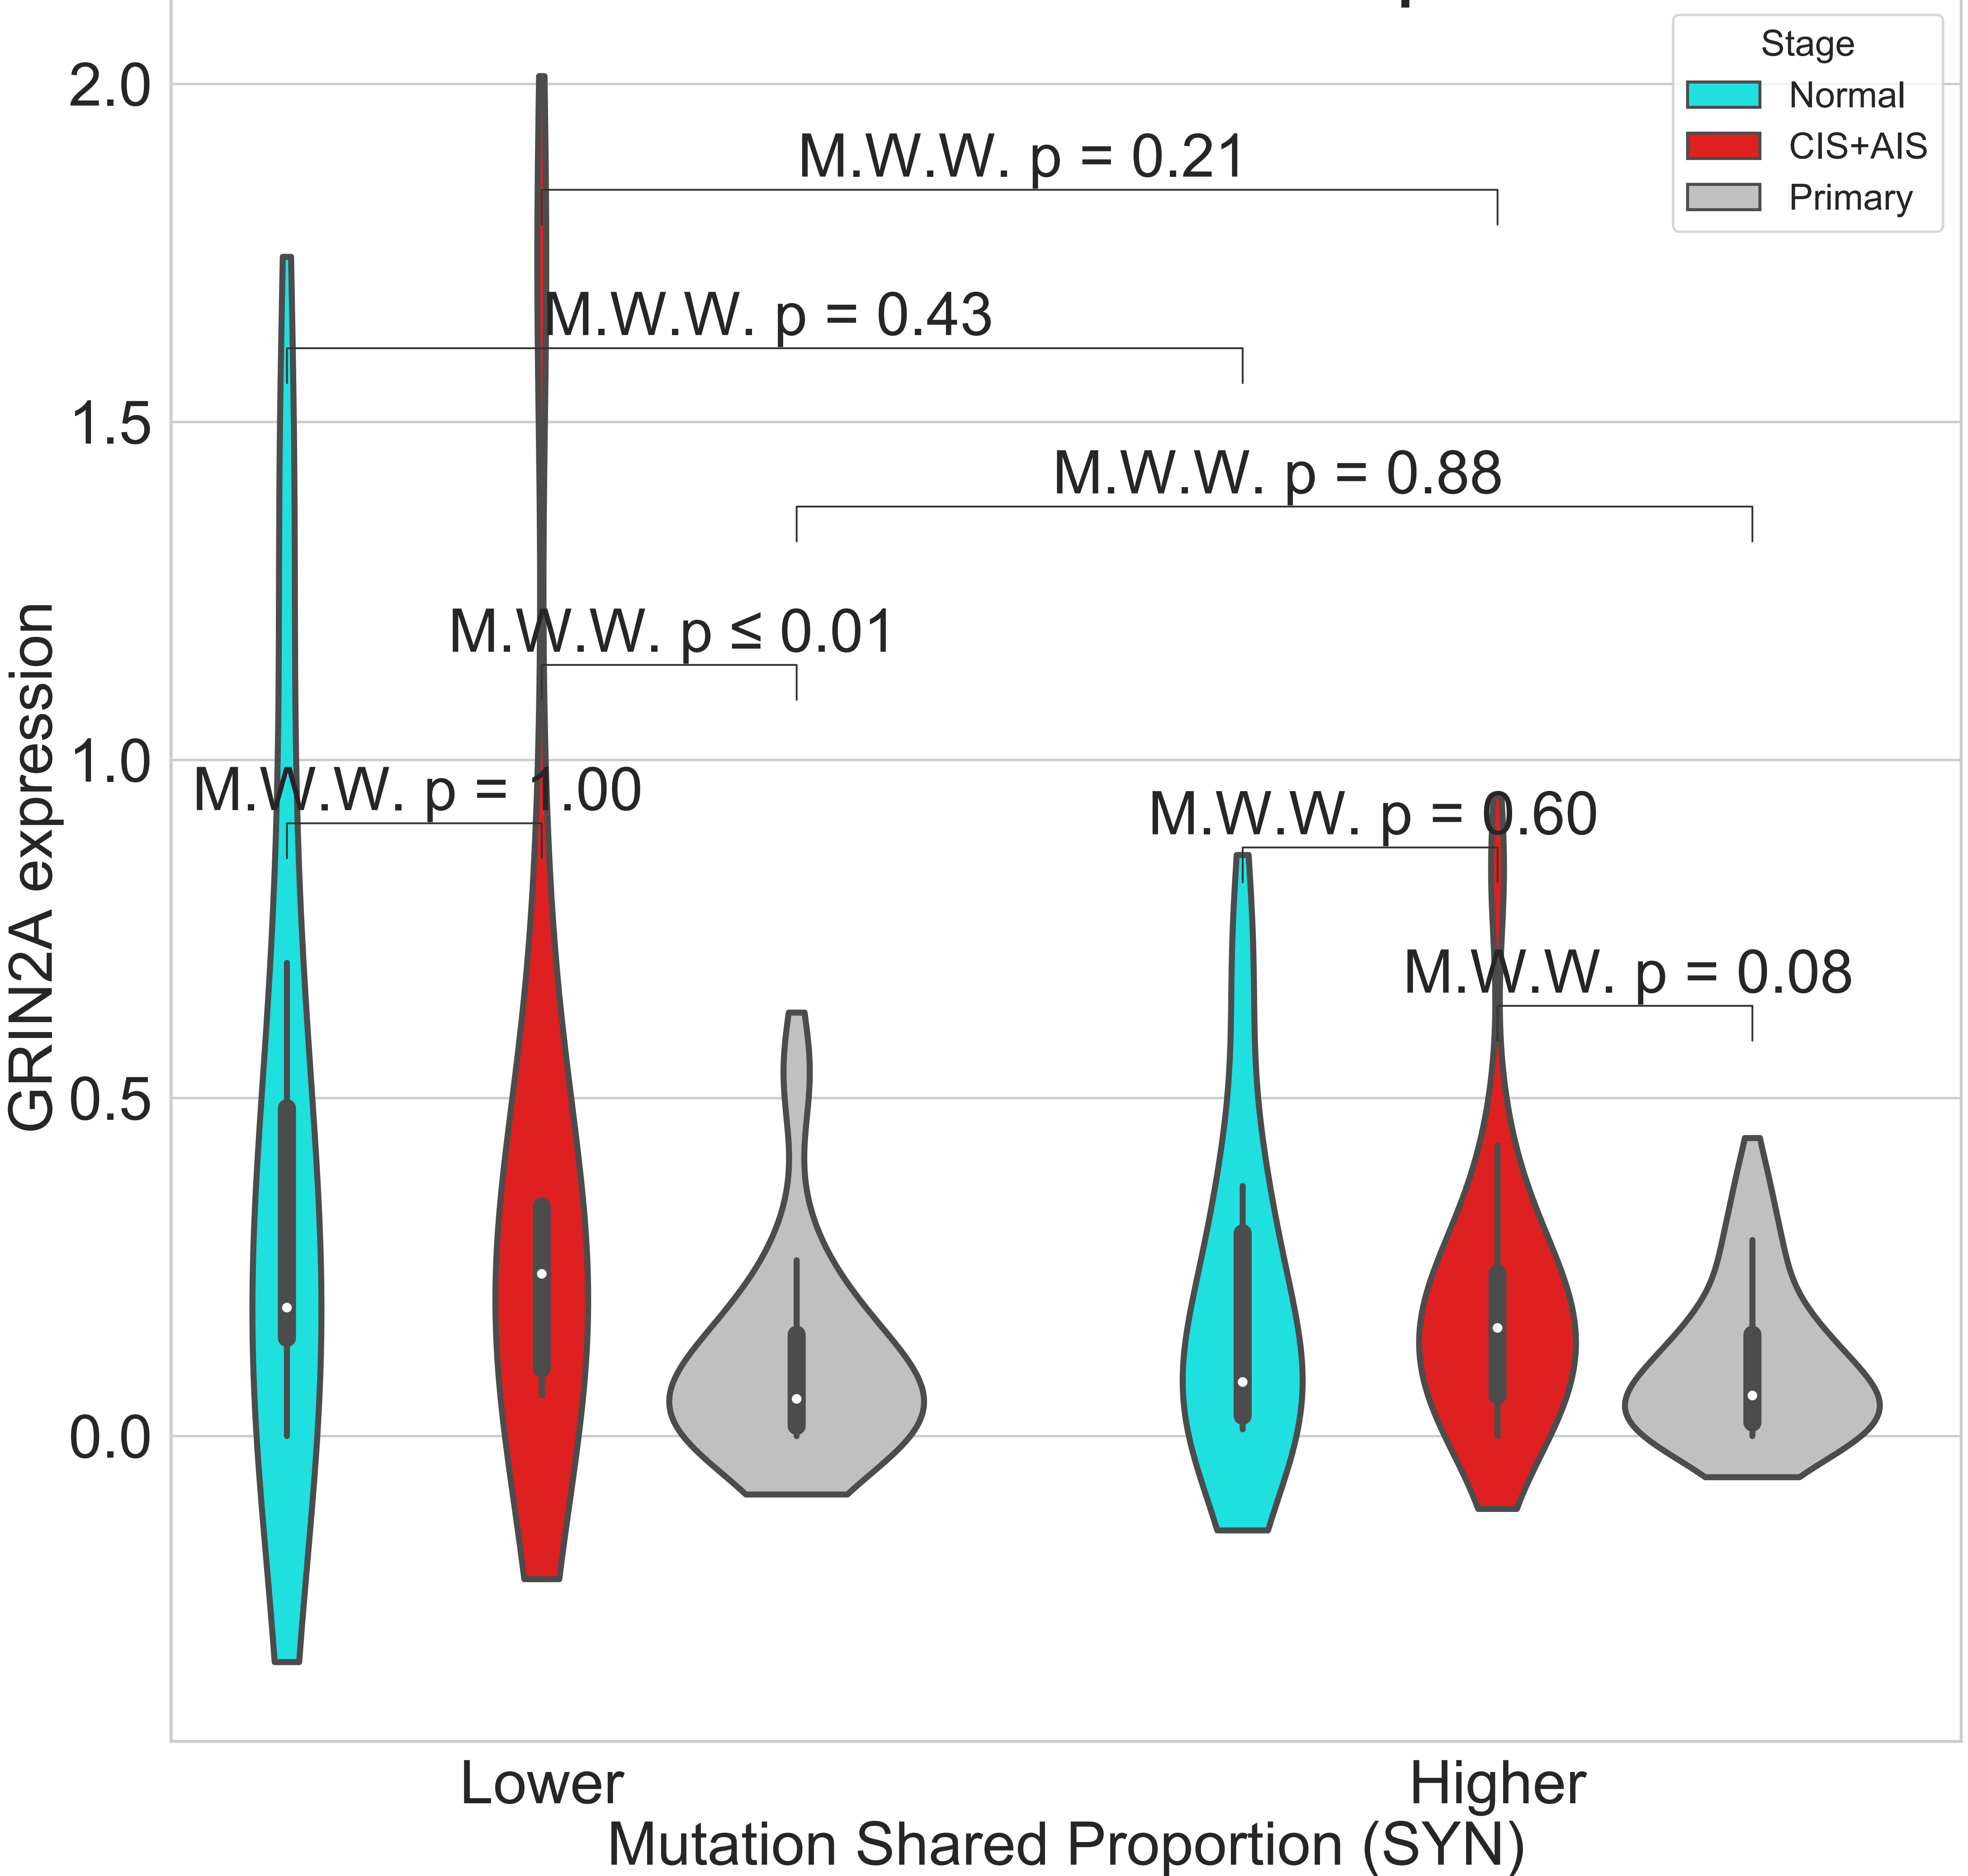 Stage
Normal
CIS+AIS
Primary
2.0
1.5
1.0
0.5
0.0
GRIN2A expression
M.W.W. p = 0.21
M.W.W. p = 0.43
M.W.W. p = 0.88
M.W.W. p ≤ 0.01
M.W.W. p = 1.00
M.W.W. p = 0.60
M.W.W. p = 0.08
Lower
Higher
Mutation Shared Proportion (SYN)